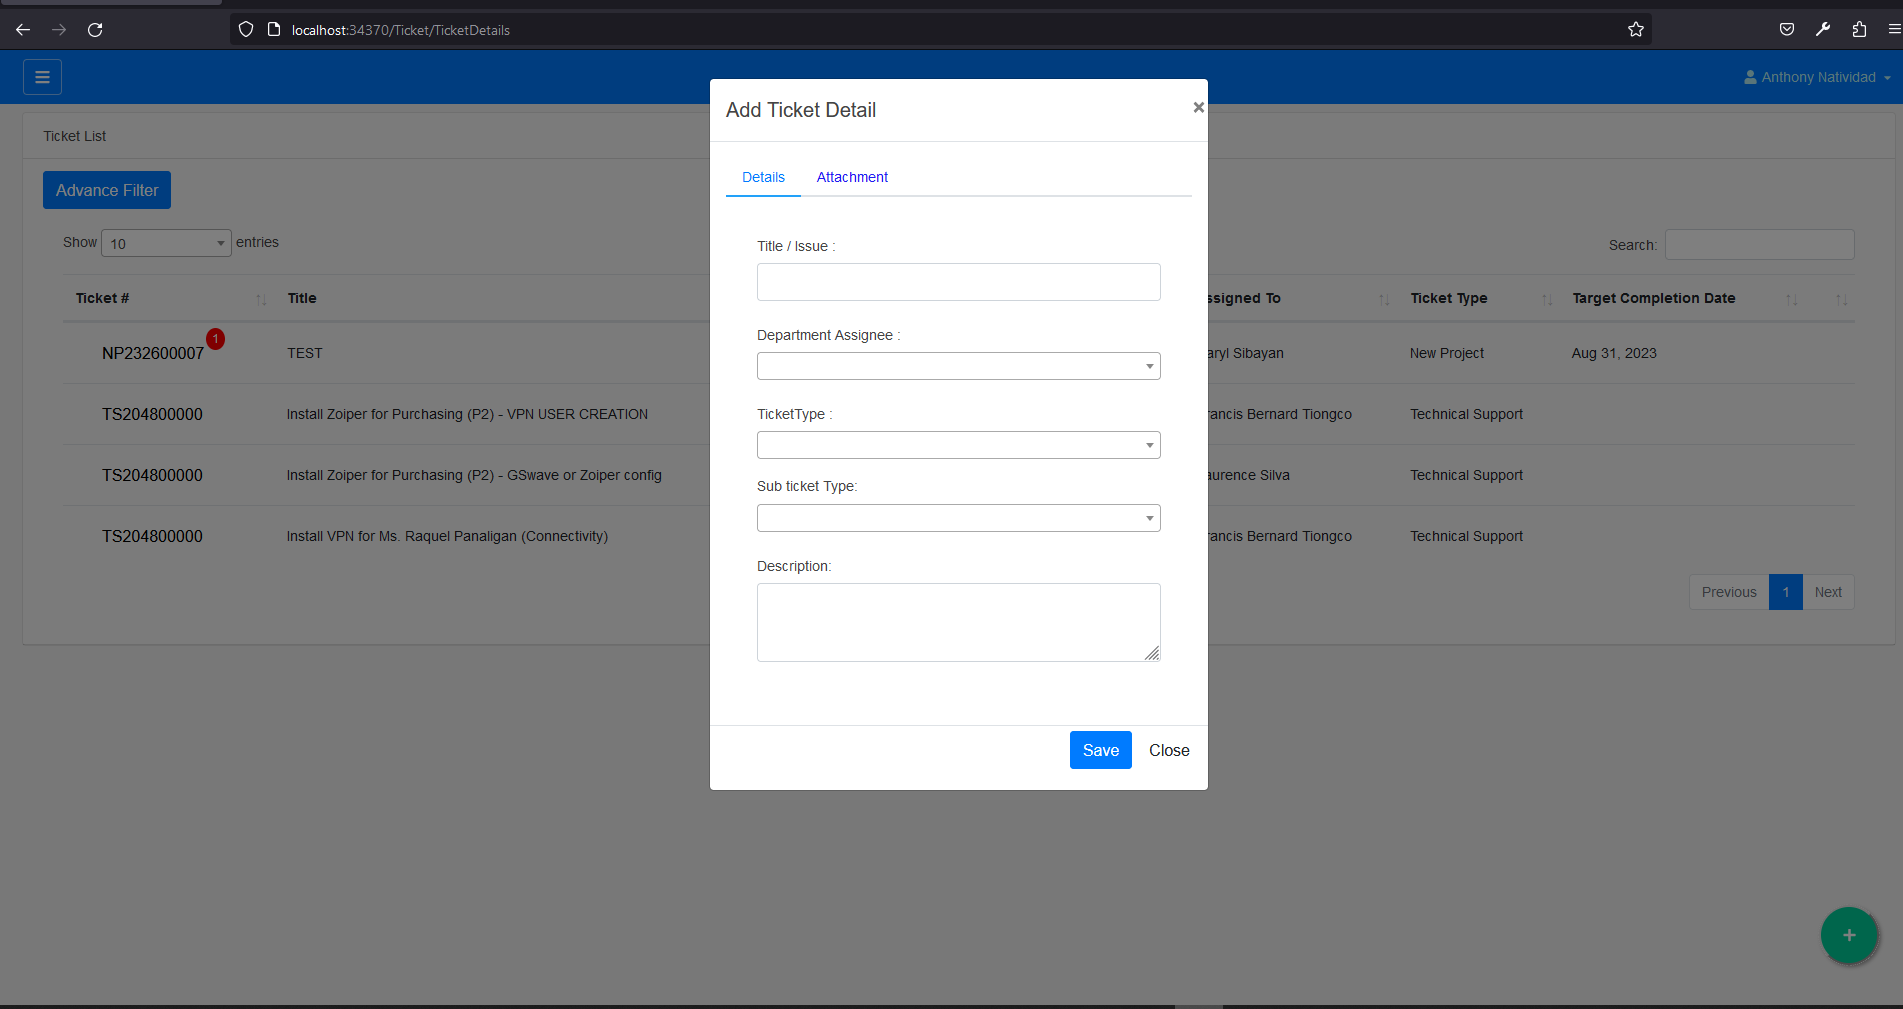 localhost:34370/Ticket/TicketDetails
Anthony Natividad
Add Ticket Detail ×
Ticket List
Details Attachment
Advance Filter
Show 10 entries
Search:
Title / Issue :
Ticket # Title ssigned To Ticket Type Target Completion Date
Department Assignee :
NP232600007 1 TEST aryl Sibayan New Project Aug 31, 2023
TicketType :
TS204800000 Install Zoiper for Purchasing (P2) - VPN USER CREATION rancis Bernard Tiongco Technical Support
TS204800000 Install Zoiper for Purchasing (P2) - GSwave or Zoiper config aurence Silva Technical Support
Sub ticket Type:
TS204800000 Install VPN for Ms. Raquel Panaligan (Connectivity) rancis Bernard Tiongco Technical Support
Description:
Previous 1 Next
Save Close
+